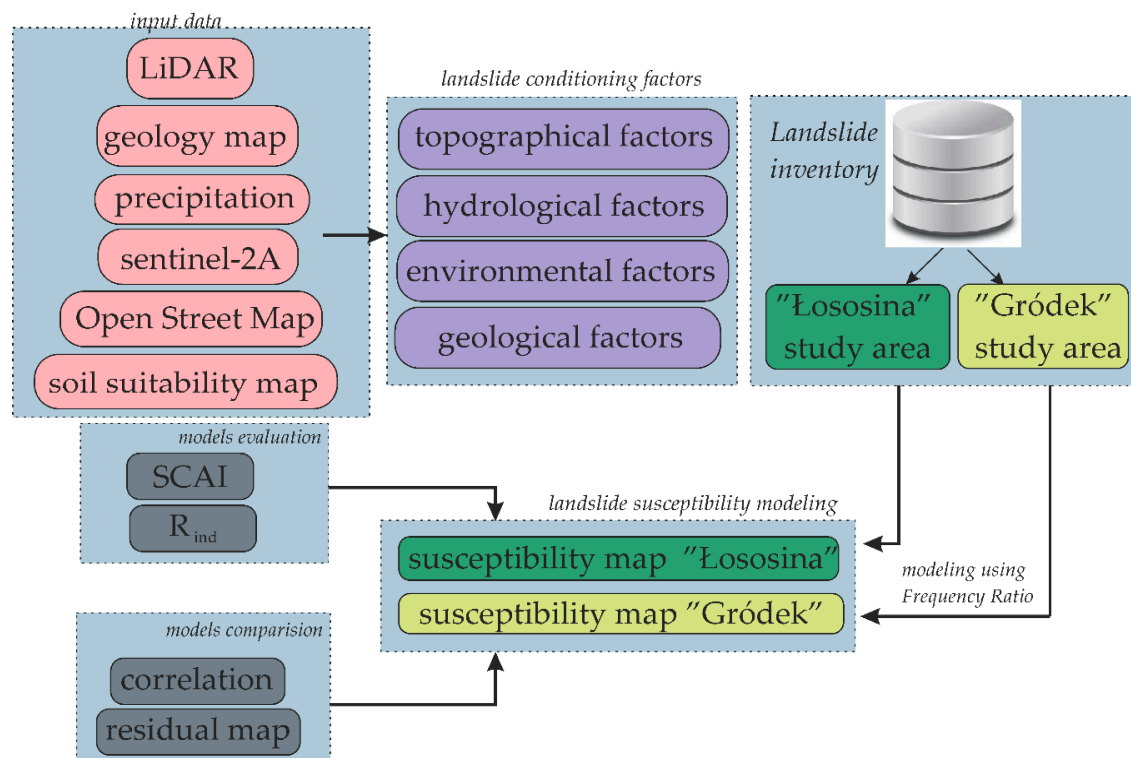 input data
LiDAR
geology map
precipitation
sentinel-2A
Open Street Map
soil suitability map
landslide conditioning factors
topographical factors
hydrological factors
environmental factors
geological factors
Landslide
inventory
”Łososina”
study area
”Gródek”
study area
models evaluation
SCAI
Rind
landslide susceptibility modeling
susceptibility map ”Łososina”
susceptibility map ”Gródek”
modeling using
Frequency Ratio
models comparision
correlation
residual map